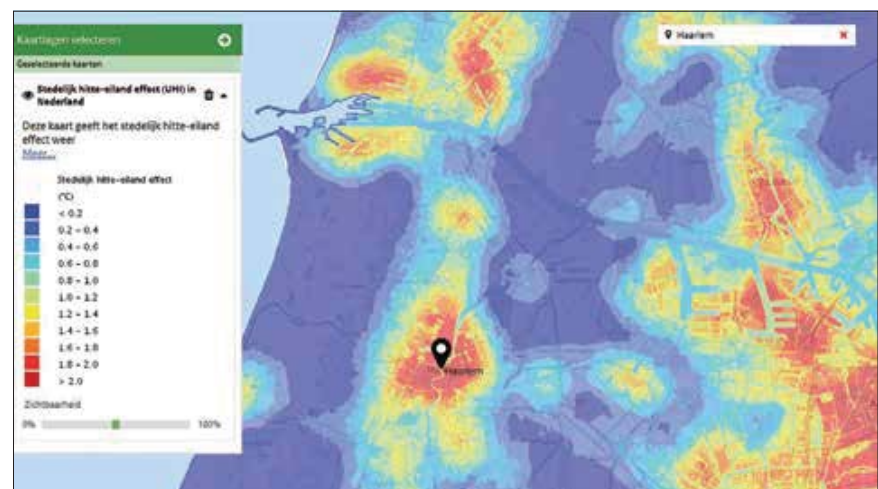 Kaartlagen selecteren
Geselecteerde kaarten
Stedelijk hitte-eiland effect (UHI) in
Nederland
Deze kaart geeft het stedelijk hitte-eiland
effect weer
Meer...
Stedelijk hitte-eiland effect
(°C)
< 0.2
0.2 - 0.4
0.4 - 0.6
0.6 - 0.8
0.8 - 1.0
1.0 - 1.2
1.2 - 1.4
1.4 - 1.6
1.6 - 1.8
1.8 - 2.0
> 2.0
Zichtbaarheid
0% 100%
Haarlem
Haarlem